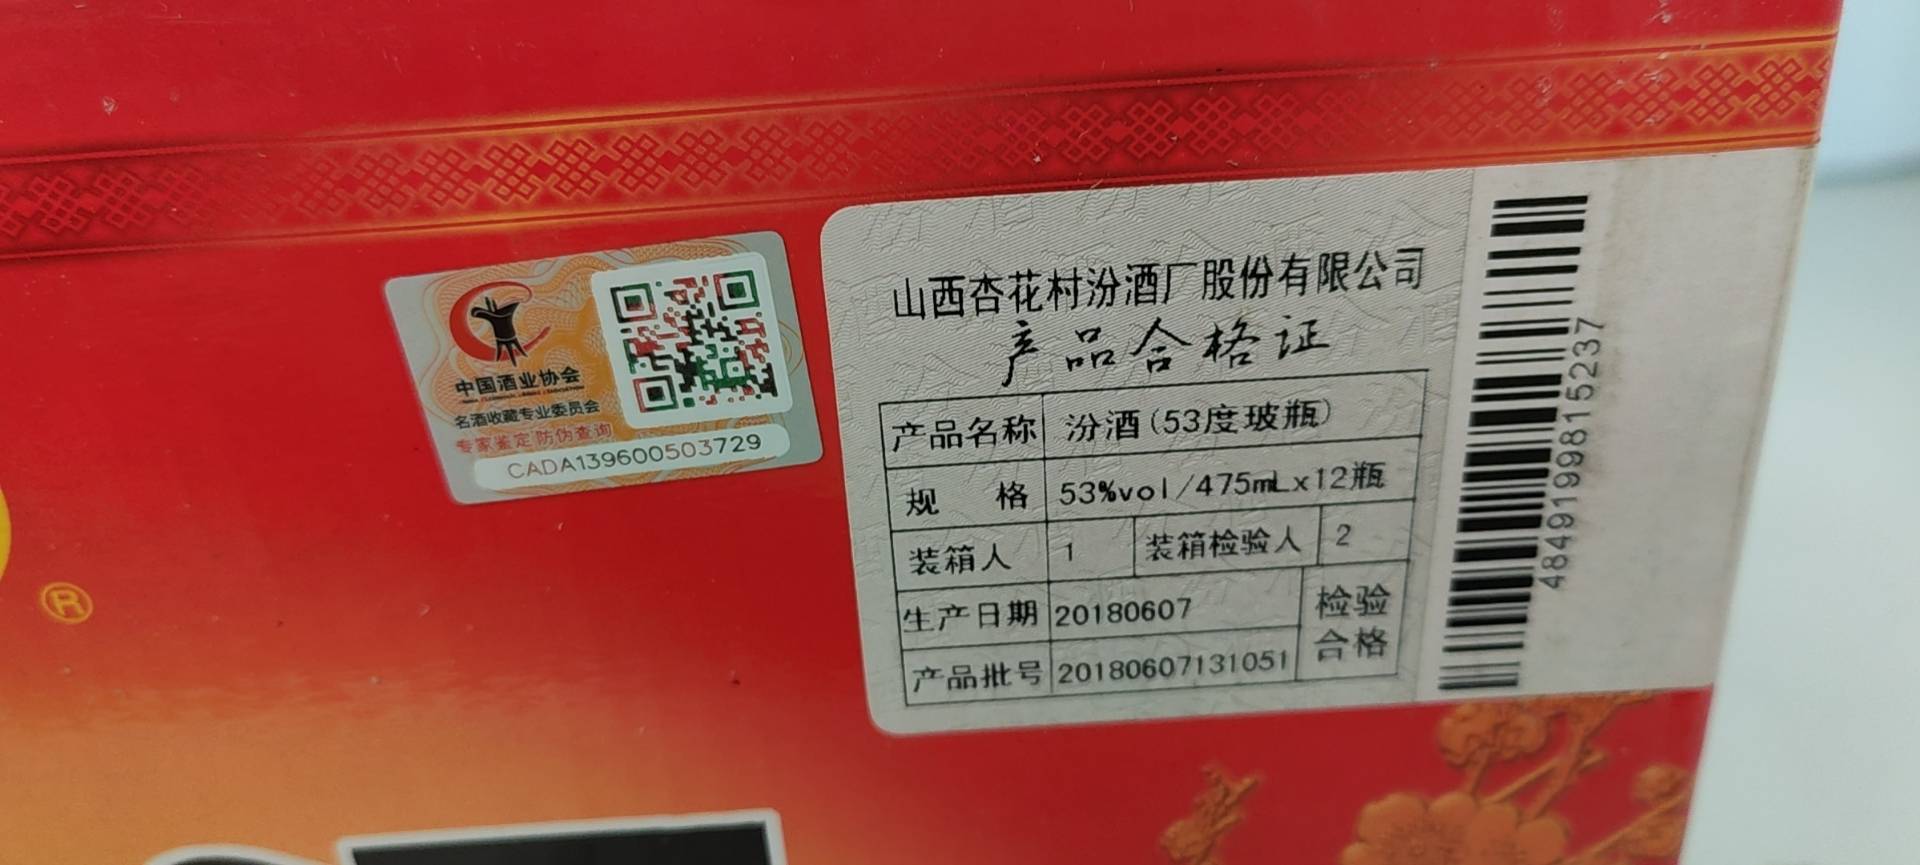 中国酒业协会
名酒收藏专业委员会
专家鉴定 防伪查询
CADA139600503729
山西杏花村汾酒厂股份有限公司
产品合格证
产品名称 汾酒(53度玻瓶)
规 格 53%vol/475mL×12瓶
装箱人 1 装箱检验人 2
生产日期 20180607 检验
产品批号 20180607131051 合格
4849199815237
®